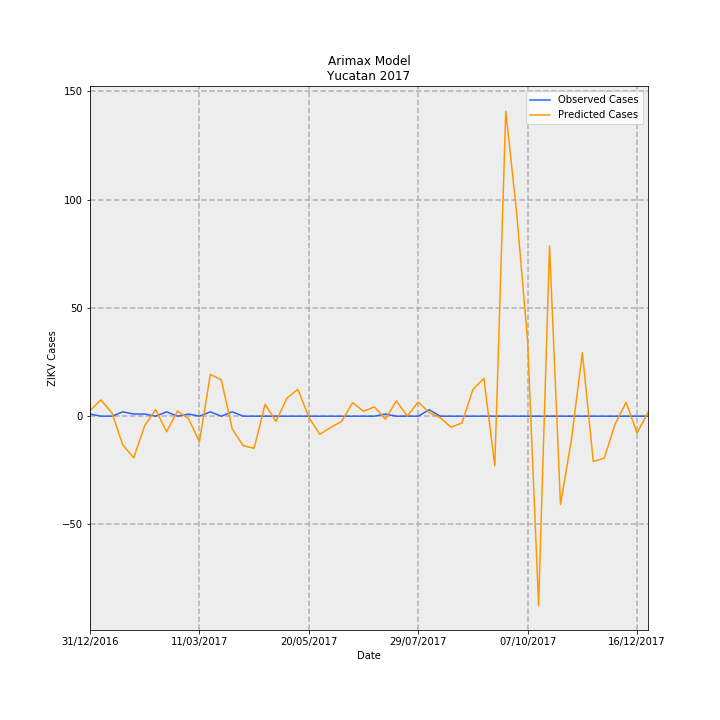 Arimax Model
Yucatan 2017
Observed Cases
Predicted Cases
150
100
50
0
−50
ZIKV Cases
31/12/2016
11/03/2017
20/05/2017
29/07/2017
07/10/2017
16/12/2017
Date